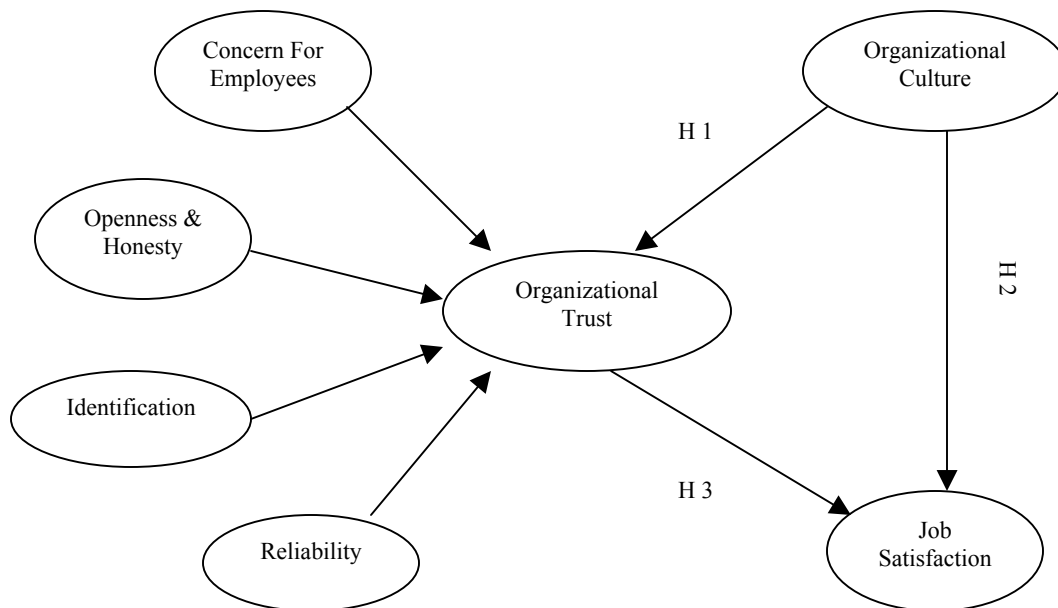 Concern For
Employees
Organizational
Culture
H 1
Openness &
Honesty
Organizational
Trust
H 2
Identification
H 3
Reliability
Job
Satisfaction